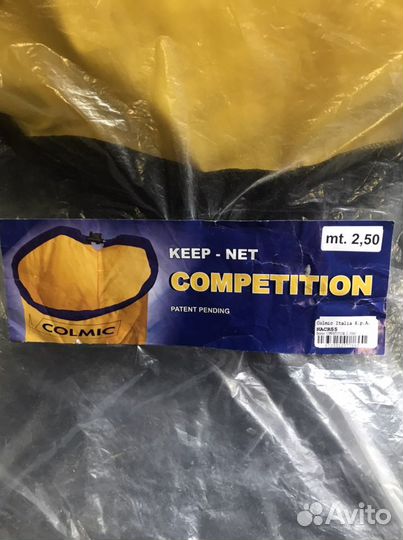 KEEP - NET
mt. 2,50
COMPETITION
PATENT PENDING
COLMIC
Colmic Italia S.p.A.
Avito